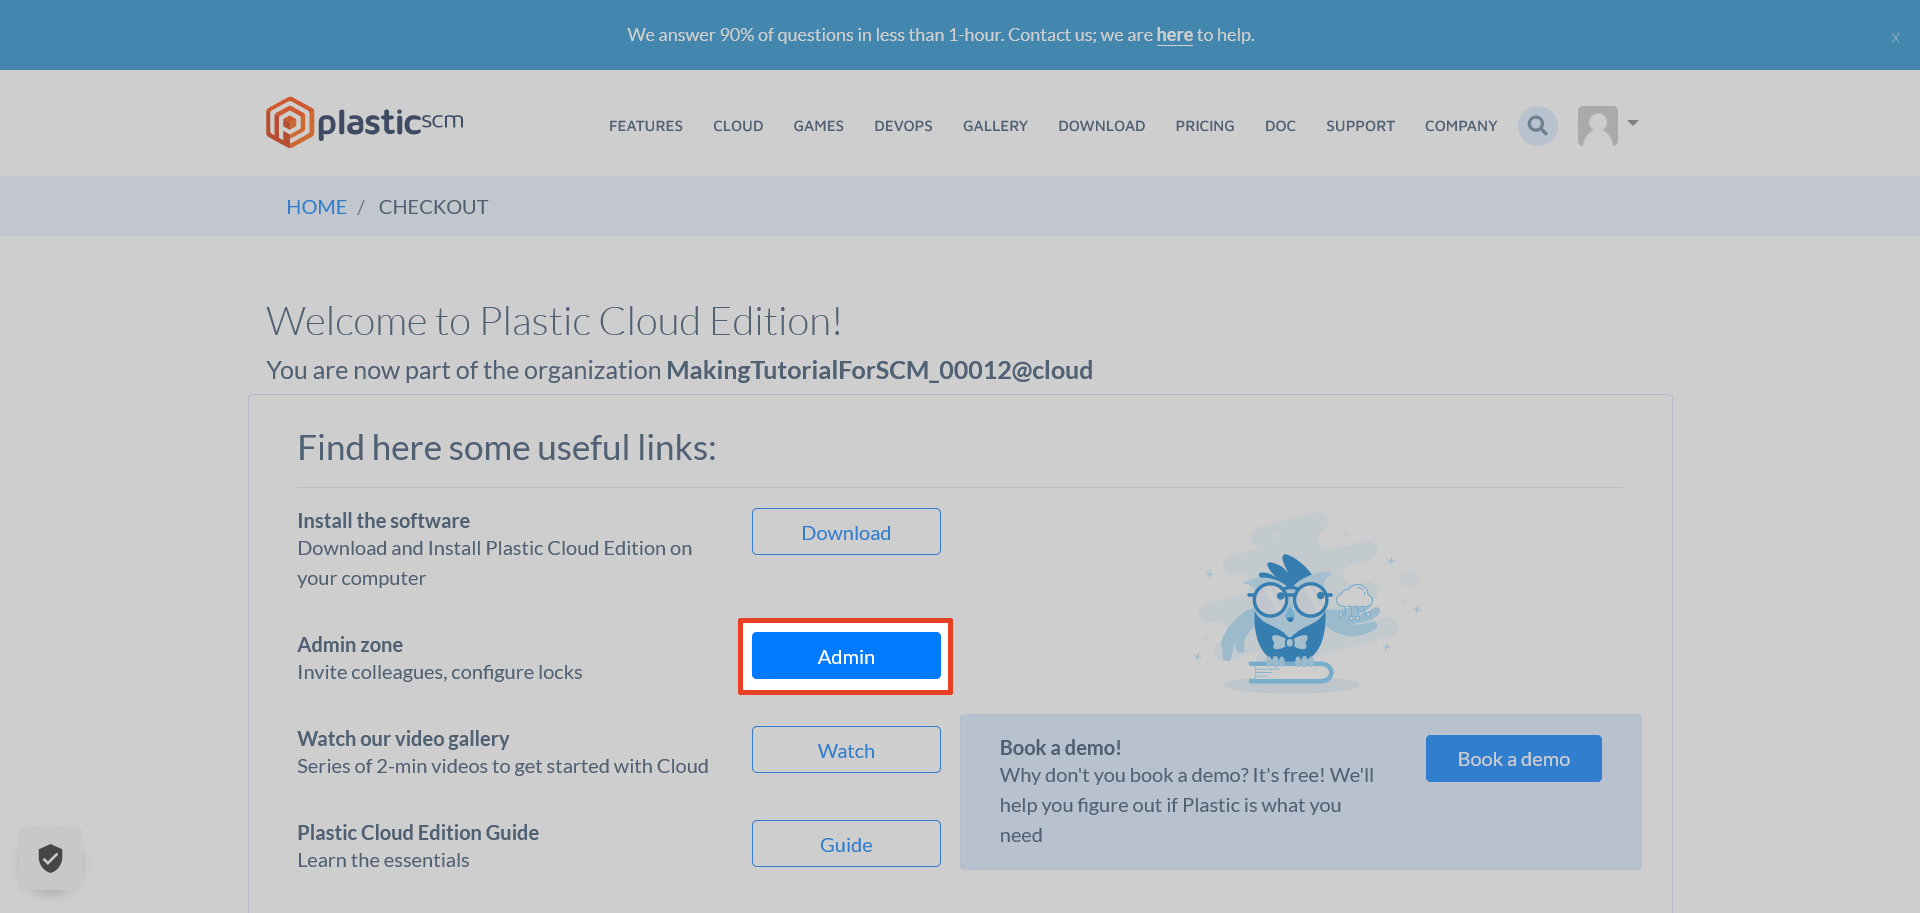 We answer 90% of questions in less than 1-hour. Contact us; we are here to help.
x
plasticscm
FEATURES CLOUD GAMES DEVOPS GALLERY DOWNLOAD PRICING DOC SUPPORT COMPANY
HOME / CHECKOUT
Welcome to Plastic Cloud Edition!
You are now part of the organization MakingTutorialForSCM_00012@cloud
Find here some useful links:
Install the software
Download and Install Plastic Cloud Edition on
your computer
Download
Admin zone
Invite colleagues, configure locks
Admin
Watch our video gallery
Series of 2-min videos to get started with Cloud
Watch
Plastic Cloud Edition Guide
Learn the essentials
Guide
Book a demo!
Why don't you book a demo? It's free! We'll
help you figure out if Plastic is what you
need
Book a demo